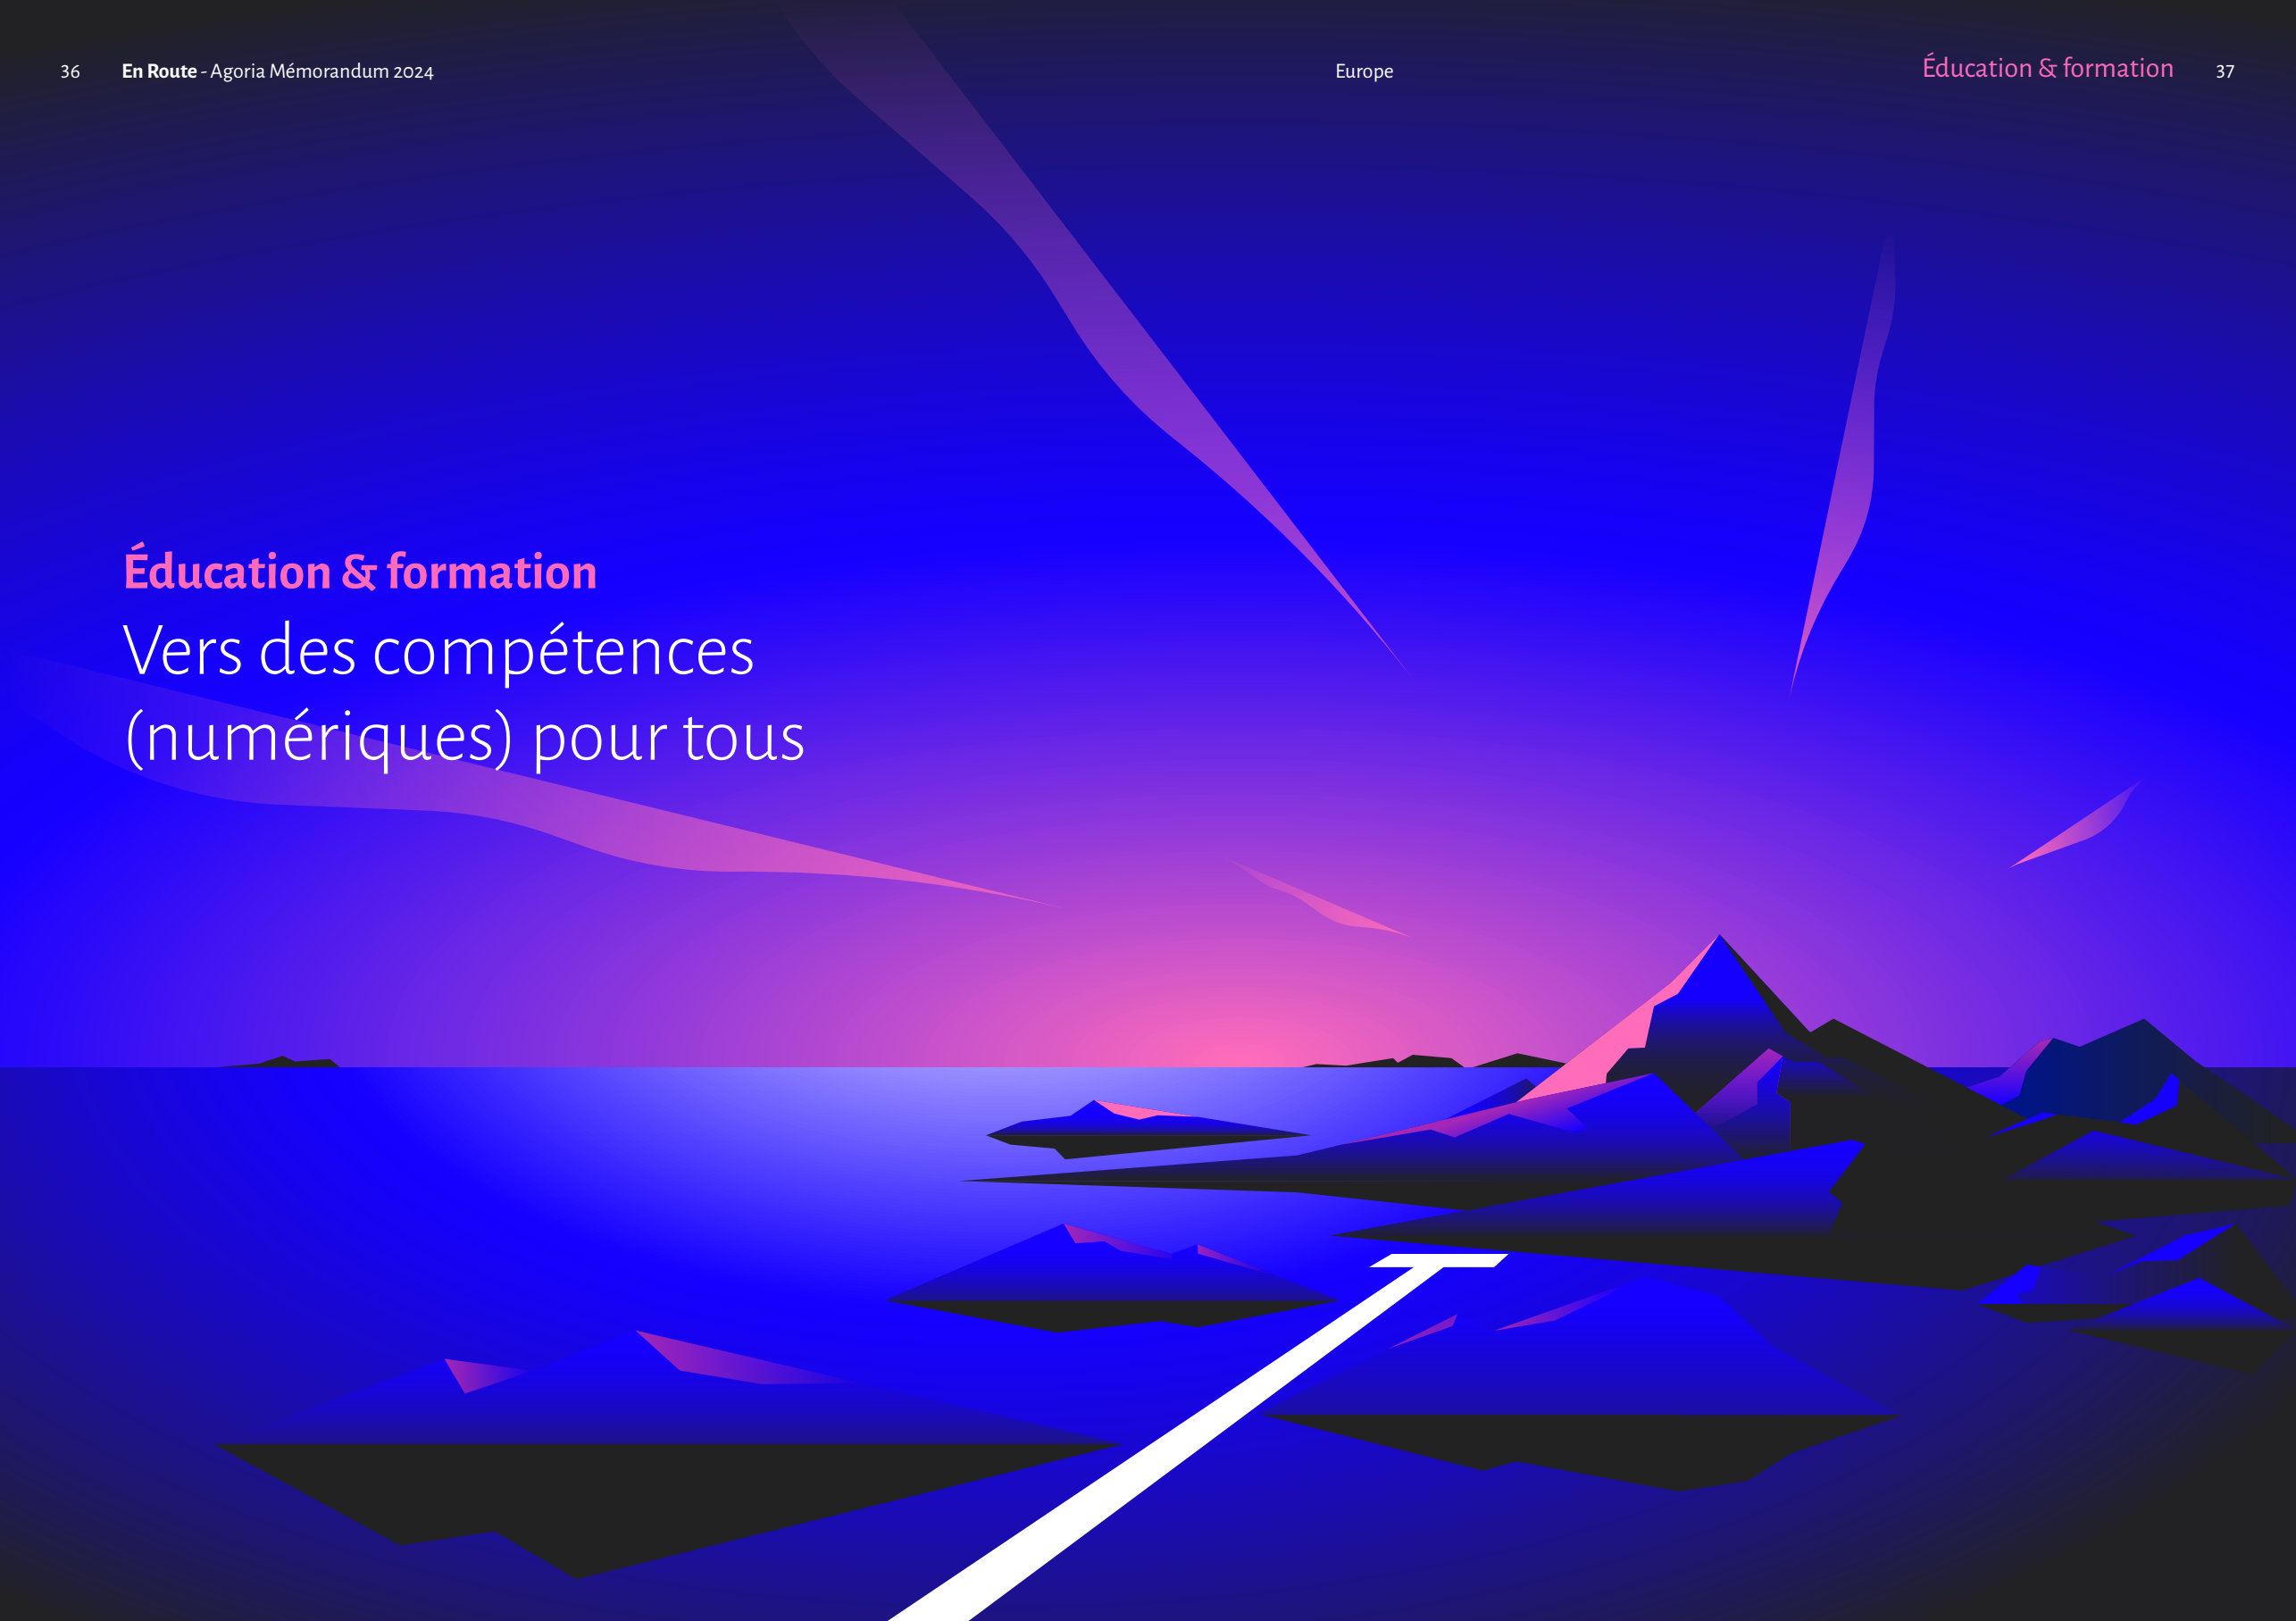 36 En Route - Agoria Mémorandum 2024 Europe Éducation & formation 37
Éducation & formation
Vers des compétences
(numériques) pour tous